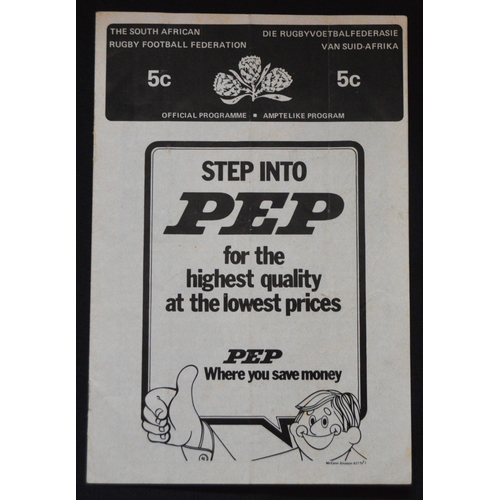 THE SOUTH AFRICAN
RUGBY FOOTBALL FEDERATION
DIE RUGBYVOETBALFEDERASIE
VAN SUID-AFRIKA
5c
5c
OFFICIAL PROGRAMME ■ AMPTELIKE PROGRAM
STEP INTO
PEP
for the
highest quality
at the lowest prices
PEP
Where you save money